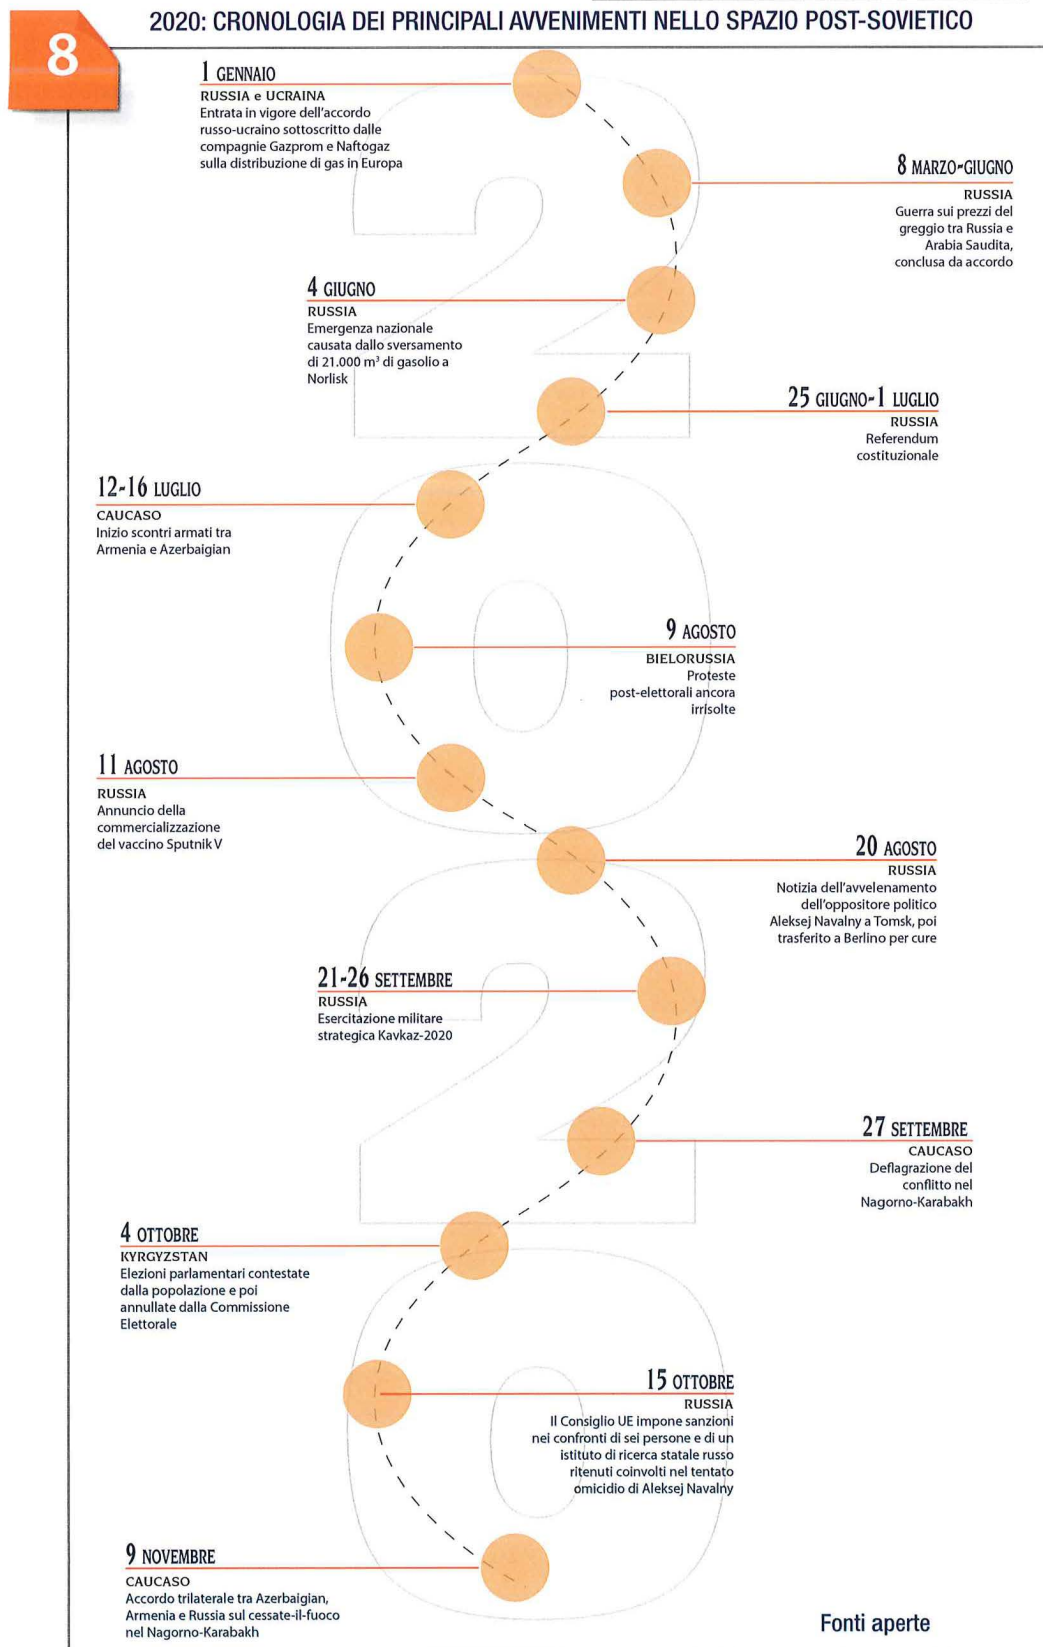 2020: CRONOLOGIA DEI PRINCIPALI AVVENIMENTI NELLO SPAZIO POST-SOVIETICO
8
1 GENNAIO
RUSSIA e UCRAINA
Entrata in vigore dell'accordo
russo-ucraino sottoscritto dalle
compagnie Gazprom e Naftogaz
sulla distribuzione di gas in Europa
8 MARZO-GIUGNO
RUSSIA
Guerra sui prezzi del
greggio tra Russia e
Arabia Saudita,
conclusa da accordo
4 GIUGNO
RUSSIA
Emergenza nazionale
causata dallo sversamento
di 21.000 m³ di gasolio a
Norlisk
25 GIUGNO-1 LUGLIO
RUSSIA
Referendum
costituzionale
12-16 LUGLIO
CAUCASO
Inizio scontri armati tra
Armenia e Azerbaigian
9 AGOSTO
BIELORUSSIA
Proteste
post-elettorali ancora
irrisolte
11 AGOSTO
RUSSIA
Annuncio della
commercializzazione
del vaccino Sputnik V
20 AGOSTO
RUSSIA
Notizia dell'avvelenamento
dell'oppositore politico
Aleksej Navalny a Tomsk, poi
trasferito a Berlino per cure
21-26 SETTEMBRE
RUSSIA
Esercitazione militare
strategica Kavkaz-2020
27 SETTEMBRE
CAUCASO
Deflagrazione del
conflitto nel
Nagorno-Karabakh
4 OTTOBRE
KYRGYZSTAN
Elezioni parlamentari contestate
dalla popolazione e poi
annullate dalla Commissione
Elettorale
15 OTTOBRE
RUSSIA
Il Consiglio UE impone sanzioni
nei confronti di sei persone e di un
istituto di ricerca statale russo
ritenuti coinvolti nel tentato
omicidio di Aleksej Navalny
9 NOVEMBRE
CAUCASO
Accordo trilaterale tra Azerbaigian,
Armenia e Russia sul cessate-il-fuoco
nel Nagorno-Karabakh
Fonti aperte
2020